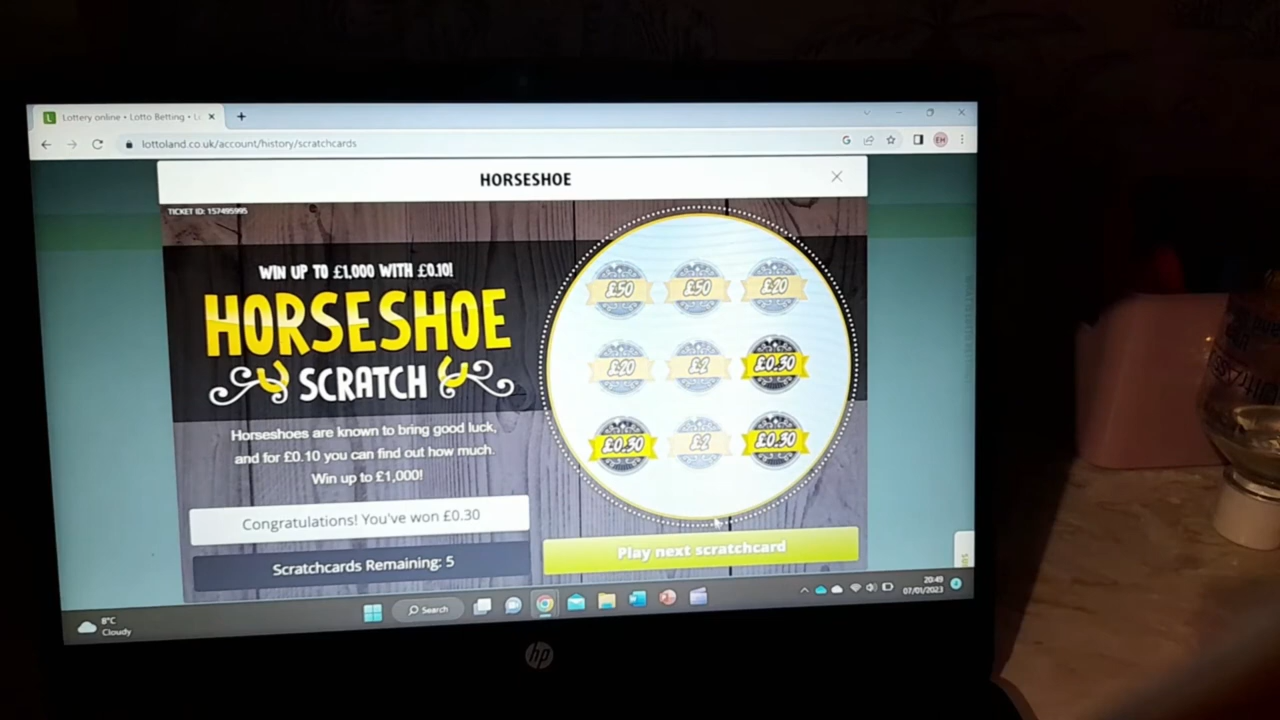 Lottery online • Lotto Betting • L
lottoland.co.uk/account/history/scratchcards
EH
HORSESHOE
TICKET ID: 157495995
WIN UP TO £1,000 WITH £0.10!
HORSESHOE
SCRATCH
Horseshoes are known to bring good luck,
and for £0.10 you can find out how much.
Win up to £1,000!
Congratulations! You've won £0.30
Scratchcards Remaining: 5
£50 £50 £20
£20 £2 £0.30
£0.30 £2 £0.30
Play next scratchcard
8°C
Cloudy
Search
20:49
07/01/2023
hp